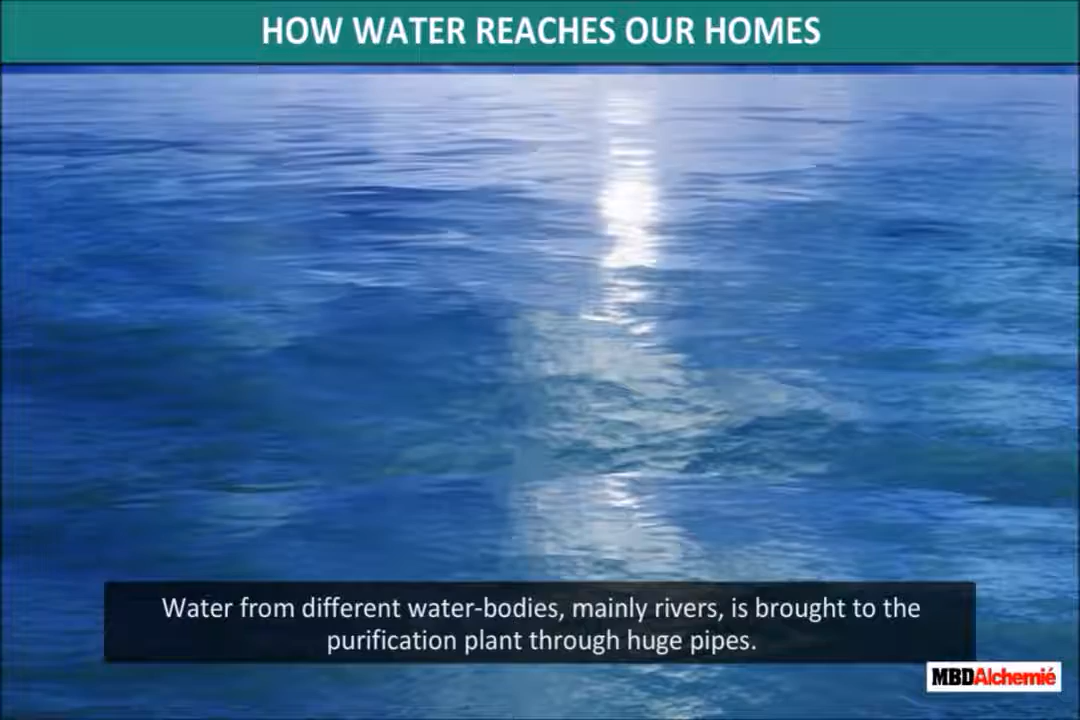 HOW WATER REACHES OUR HOMES
Water from different water-bodies, mainly rivers, is brought to the
purification plant through huge pipes.
MBDAlchemié